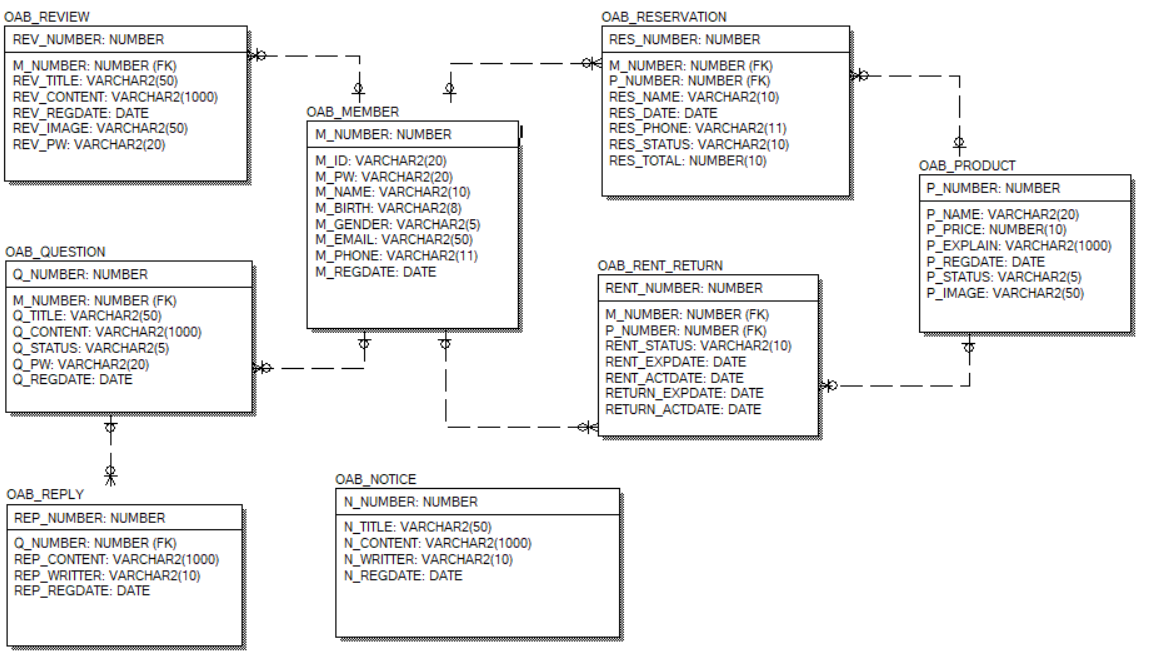 OAB_REVIEW
REV_NUMBER: NUMBER
M_NUMBER: NUMBER (FK)
REV_TITLE: VARCHAR2(50)
REV_CONTENT: VARCHAR2(1000)
REV_REGDATE: DATE
REV_IMAGE: VARCHAR2(50)
REV_PW: VARCHAR2(20)
OAB_MEMBER
M_NUMBER: NUMBER
M_ID: VARCHAR2(20)
M_PW: VARCHAR2(20)
M_NAME: VARCHAR2(10)
M_BIRTH: VARCHAR2(8)
M_GENDER: VARCHAR2(5)
M_EMAIL: VARCHAR2(50)
M_PHONE: VARCHAR2(11)
M_REGDATE: DATE
OAB_RESERVATION
RES_NUMBER: NUMBER
M_NUMBER: NUMBER (FK)
P_NUMBER: NUMBER (FK)
RES_NAME: VARCHAR2(10)
RES_DATE: DATE
RES_PHONE: VARCHAR2(11)
RES_STATUS: VARCHAR2(10)
RES_TOTAL: NUMBER(10)
OAB_PRODUCT
P_NUMBER: NUMBER
P_NAME: VARCHAR2(20)
P_PRICE: NUMBER(10)
P_EXPLAIN: VARCHAR2(1000)
P_REGDATE: DATE
P_STATUS: VARCHAR2(5)
P_IMAGE: VARCHAR2(50)
OAB_QUESTION
Q_NUMBER: NUMBER
M_NUMBER: NUMBER (FK)
Q_TITLE: VARCHAR2(50)
Q_CONTENT: VARCHAR2(1000)
Q_STATUS: VARCHAR2(5)
Q_PW: VARCHAR2(20)
Q_REGDATE: DATE
OAB_RENT_RETURN
RENT_NUMBER: NUMBER
M_NUMBER: NUMBER (FK)
P_NUMBER: NUMBER (FK)
RENT_STATUS: VARCHAR2(10)
RENT_EXPDATE: DATE
RENT_ACTDATE: DATE
RETURN_EXPDATE: DATE
RETURN_ACTDATE: DATE
OAB_REPLY
REP_NUMBER: NUMBER
Q_NUMBER: NUMBER (FK)
REP_CONTENT: VARCHAR2(1000)
REP_WRITTER: VARCHAR2(10)
REP_REGDATE: DATE
OAB_NOTICE
N_NUMBER: NUMBER
N_TITLE: VARCHAR2(50)
N_CONTENT: VARCHAR2(1000)
N_WRITTER: VARCHAR2(10)
N_REGDATE: DATE